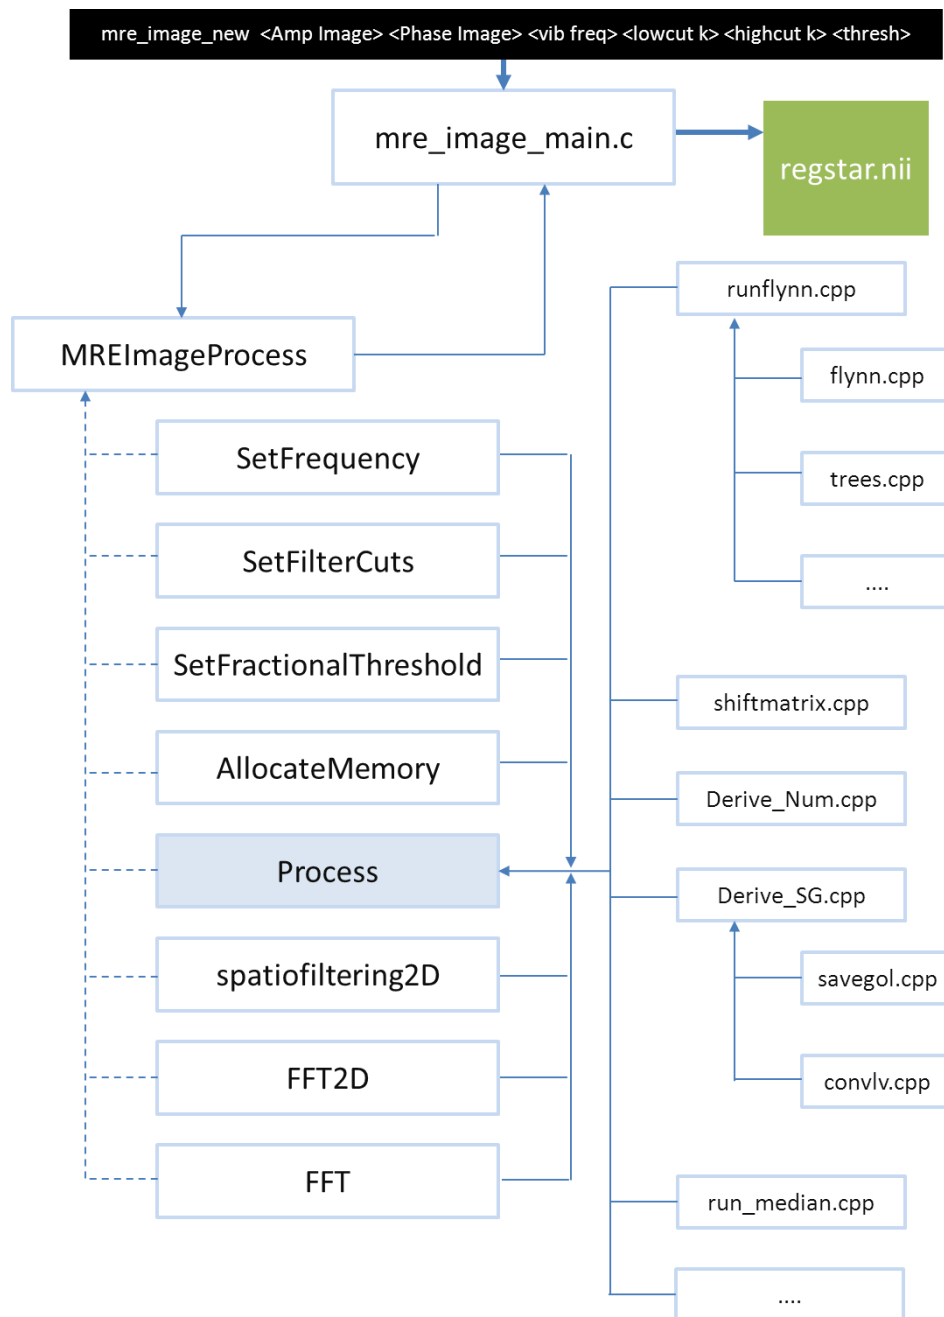 mre_image_new <Amp Image> <Phase Image> <vib freq> <lowcut k> <highcut k> <thresh>
mre_image_main.c
regstar.nii
MREImageProcess
SetFrequency
SetFilterCuts
SetFractionalThreshold
AllocateMemory
Process
spatiofiltering2D
FFT2D
FFT
runflynn.cpp
flynn.cpp
trees.cpp
....
shiftmatrix.cpp
Derive_Num.cpp
Derive_SG.cpp
savegol.cpp
convlv.cpp
run_median.cpp
....